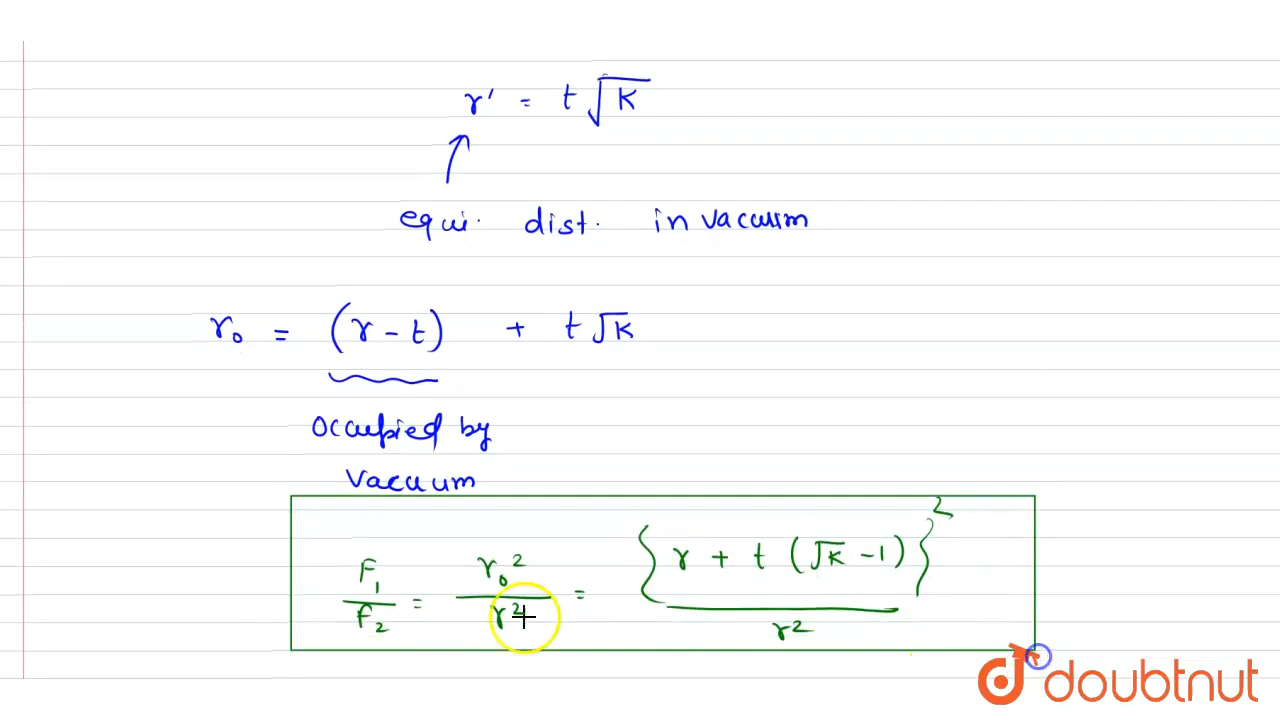 r' = t√K
equi. dist. in vacuum
r₀ = (r - t) + t√K
Occupied by
Vacuum
F₁/F₂ = r₀²/r² = {r + t (√K - 1)}²/r²
doubtnut